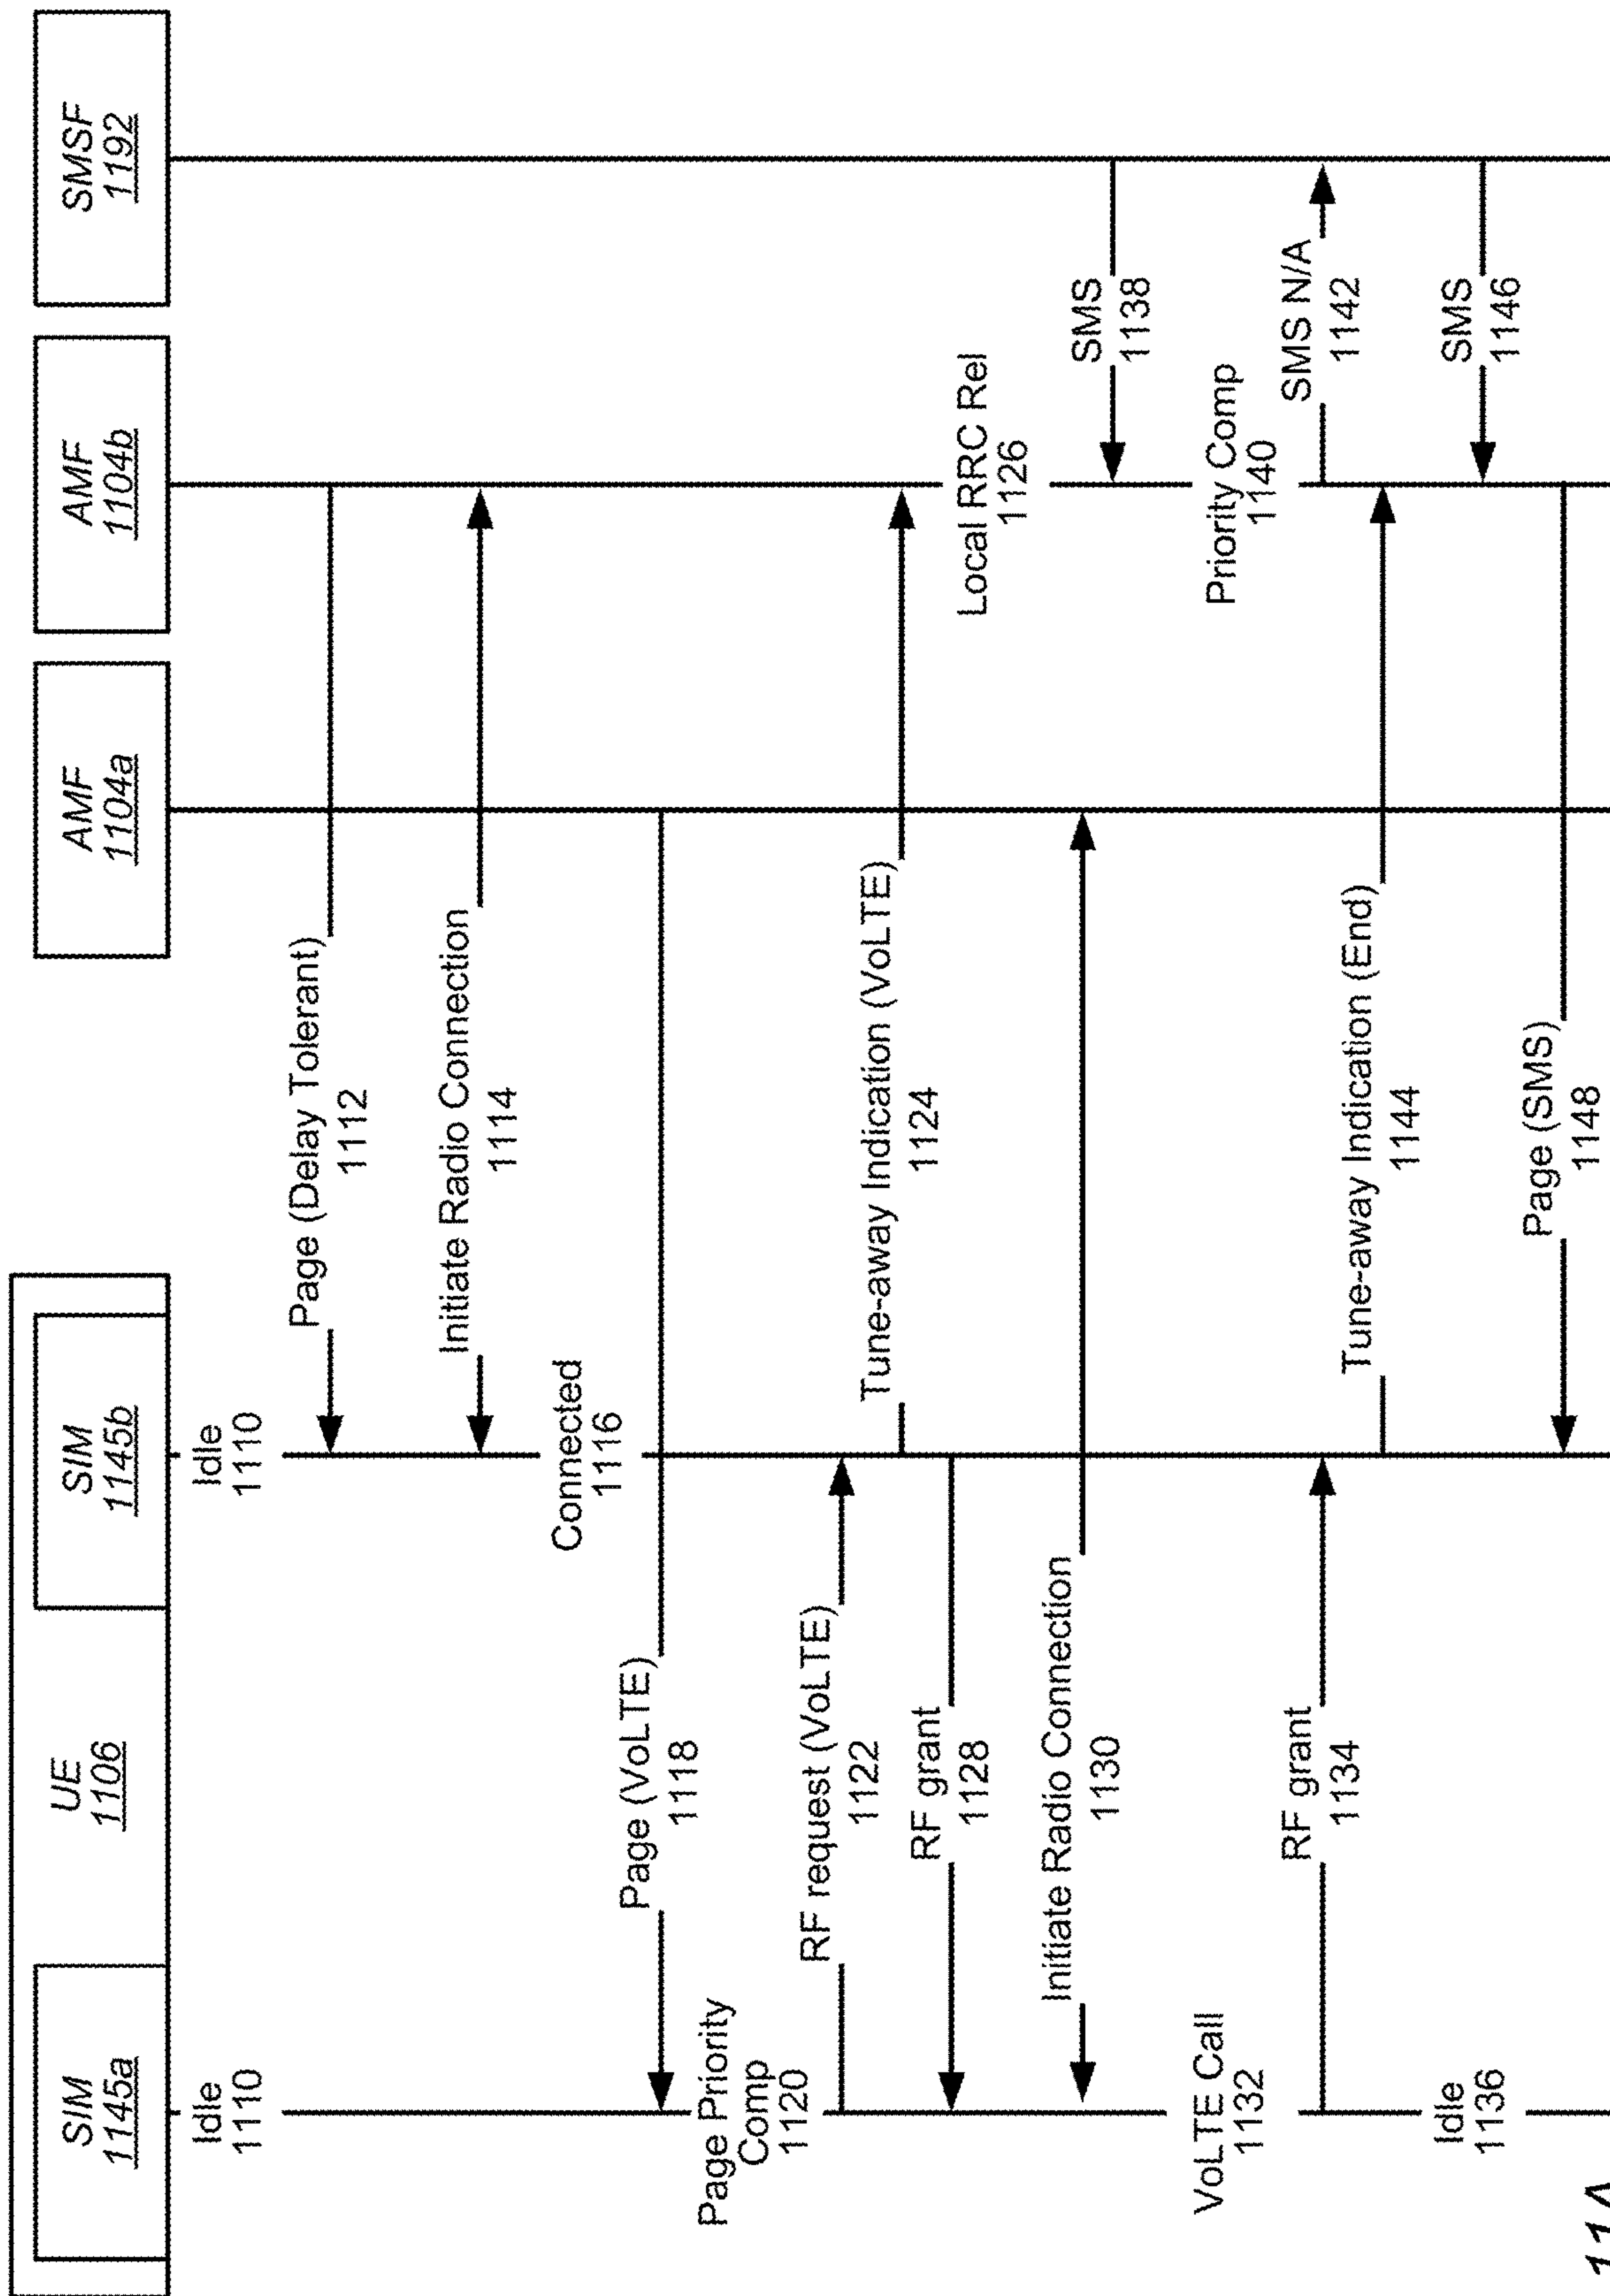 UE
1106
SIM
1145a
SIM
1145b
AMF
1104a
AMF
1104b
SMSF
1192
Idle
1110
Idle
1110
Page (Delay Tolerant)
1112
Initiate Radio Connection
1114
Connected
1116
Page (VoLTE)
1118
Page Priority
Comp
1120
RF request (VoLTE)
1122
Tune-away Indication (VoLTE)
1124
RF grant
1128
Local RRC Rel
1126
Initiate Radio Connection
1130
SMS
1138
VoLTE Call
1132
Priority Comp
1140
RF grant
1134
SMS N/A
1142
Tune-away Indication (End)
1144
Idle
1136
SMS
1146
Page (SMS)
1148
11A